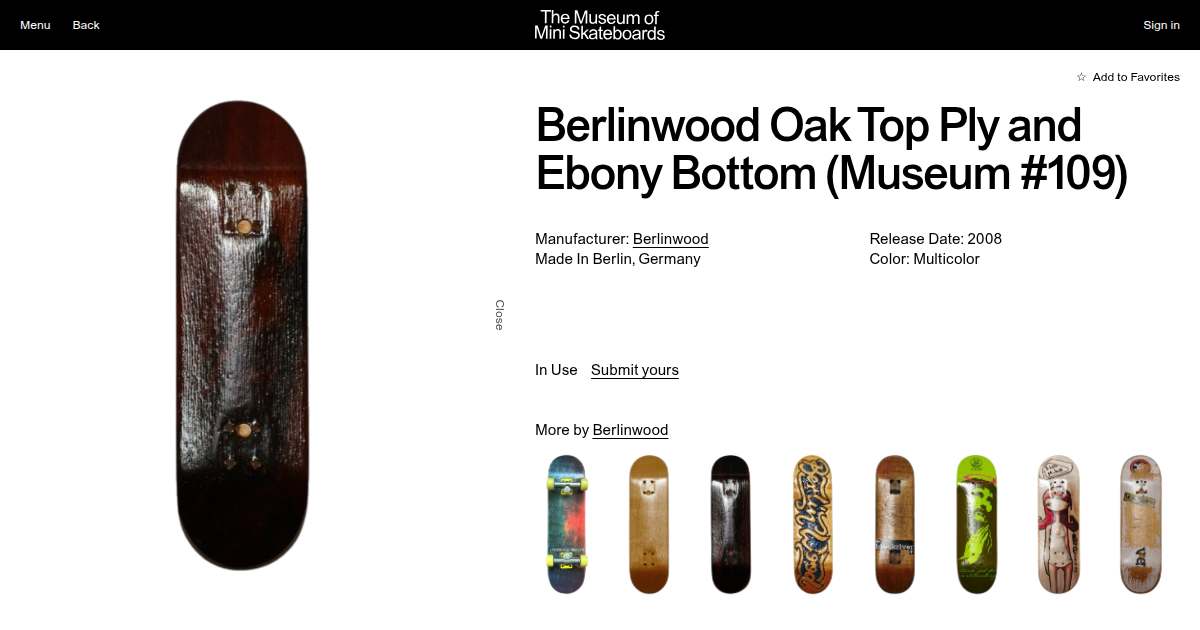 Menu
Back
The Museum of
Mini Skateboards
Sign in
☆ Add to Favorites
Berlinwood Oak Top Ply and
Ebony Bottom (Museum #109)
Manufacturer: Berlinwood
Made In Berlin, Germany
Release Date: 2008
Color: Multicolor
Close
In Use
Submit yours
More by Berlinwood